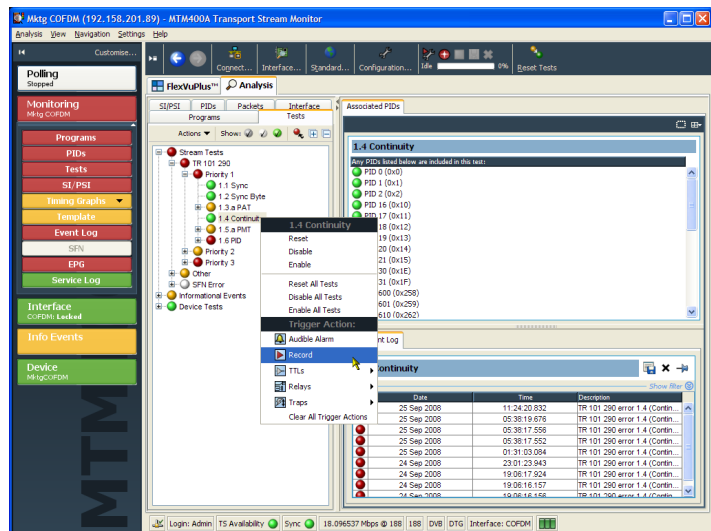 Mktg COFDM (192.158.201.89) - MTM400A Transport Stream Monitor
Analysis View Navigation Settings Help
Customise...
Connect... Interface... Standard... Configuration... Idle 0% Reset Tests
Polling
Stopped
Monitoring
Mktg COFDM
Programs
PIDs
Tests
SI/PSI
Timing Graphs
Template
Event Log
SFN
EPG
Service Log
Interface
COFDM: Locked
Info Events
Device
MktgCOFDM
MTM
FlexVuPlus™ Analysis
SI/PSI PIDs Packets Interface
Programs Tests
Actions Show:
Stream Tests
TR 101 290
Priority 1
1.1 Sync
1.2 Sync Byte
1.3.a PAT
1.4 Continuity
1.5.a PMT
1.6 PID
Priority 2
Priority 3
Other
SFN Error
Informational Events
Device Tests
1.4 Continuity
Reset
Disable
Enable
Reset All Tests
Disable All Tests
Enable All Tests
Trigger Action:
Audible Alarm
Record
TTLs
Relays
Traps
Clear All Trigger Actions
Associated PIDs
1.4 Continuity
Any PIDs listed below are included in this test:
PID 0 (0x0)
PID 1 (0x1)
PID 2 (0x2)
PID 16 (0x10)
PID 17 (0x11)
18 (0x12)
19 (0x13)
20 (0x14)
21 (0x15)
30 (0x1E)
31 (0x1F)
600 (0x258)
601 (0x259)
610 (0x262)
nt Log
ontinuity
Show filter
Date Time Description
25 Sep 2008 11:24:20.832 TR 101 290 error 1.4 (Contin...
25 Sep 2008 05:38:19.676 TR 101 290 error 1.4 (Contin...
25 Sep 2008 05:38:17.556 TR 101 290 error 1.4 (Contin...
25 Sep 2008 05:38:17.552 TR 101 290 error 1.4 (Contin...
25 Sep 2008 01:31:03.084 TR 101 290 error 1.4 (Contin...
24 Sep 2008 23:01:23.943 TR 101 290 error 1.4 (Contin...
24 Sep 2008 19:06:17.924 TR 101 290 error 1.4 (Contin...
24 Sep 2008 19:06:16.157 TR 101 290 error 1.4 (Contin...
24 Sep 2008 19:06:16.156 TR 101 290 error 1.4 (Contin...
Login: Admin TS Availability Sync 18.096537 Mbps @ 188 188 DVB DTG Interface: COFDM